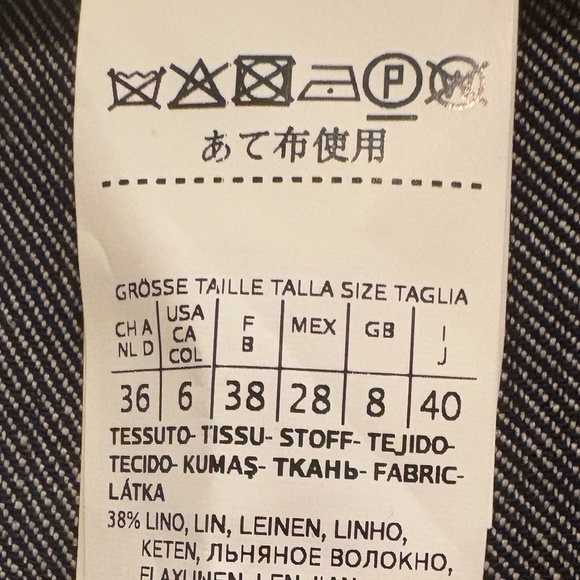 P W
あて布使用
GRÖSSE TAILLE TALLA SIZE TAGLIA
CH A NL D USA CA COL F B MEX GB I J
36 6 38 28 8 40
TESSUTO- TISSU- STOFF- TEJIDO-
TECIDO- KUMAŞ- ТКАНЬ- FABRIC-
LÁTKA
38% LINO, LIN, LEINEN, LINHO,
KETEN, ЛЬНЯНОЕ ВОЛОКНО,